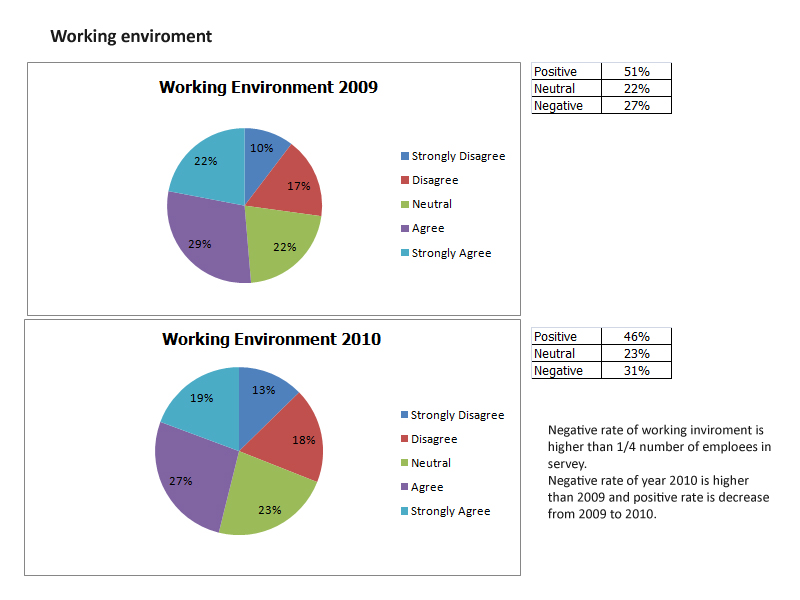 Working enviroment
Working Environment 2009
10%
17%
22%
29%
22%
Strongly Disagree
Disagree
Neutral
Agree
Strongly Agree
Positive 51%
Neutral 22%
Negative 27%
Working Environment 2010
13%
18%
23%
27%
19%
Strongly Disagree
Disagree
Neutral
Agree
Strongly Agree
Positive 46%
Neutral 23%
Negative 31%
Negative rate of working inviroment is
higher than 1/4 number of emploees in
servey.
Negative rate of year 2010 is higher
than 2009 and positive rate is decrease
from 2009 to 2010.